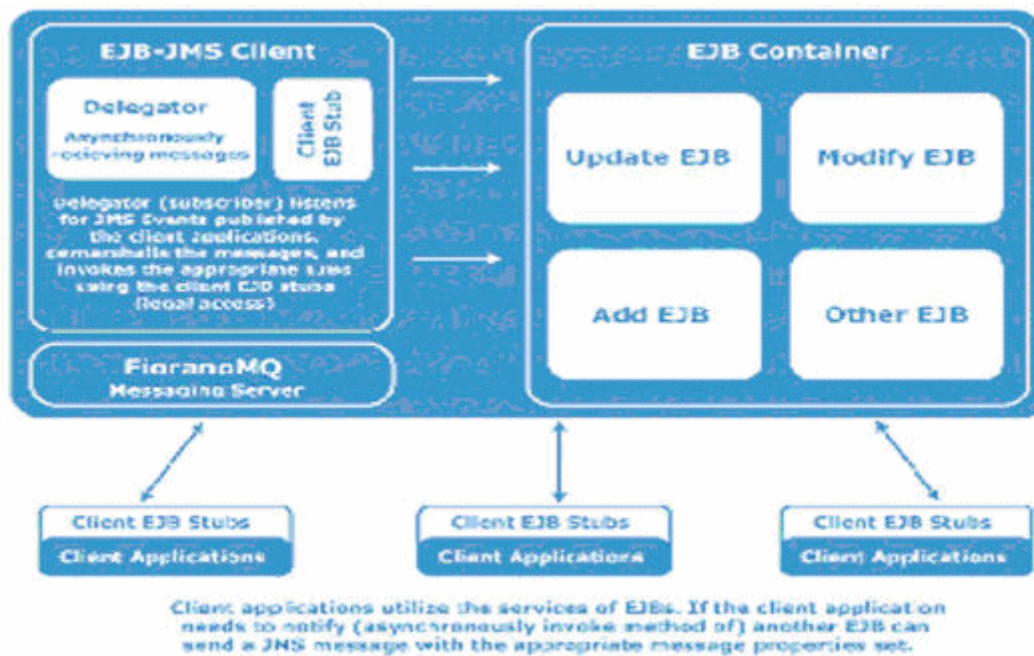 EJB-JMS Client
Delegator
Asynchronously
recieving messages
Client
EJB Stub
Delegator (subscriber) listens
for JMS Events published by
the client applications,
demarshalls the messages, and
invokes the appropriate
using the client EJB stubs
(local access)
FioranoMQ
Messaging Server
EJB Container
Update EJB
Modify EJB
Add EJB
Other EJB
Client EJB Stubs
Client Applications
Client EJB Stubs
Client Applications
Client EJB Stubs
Client Applications
Client applications utilize the services of EJBs. If the client application
needs to notify (asynchronously invoke method of) another EJB can
send a JMS message with the appropriate message properties set.